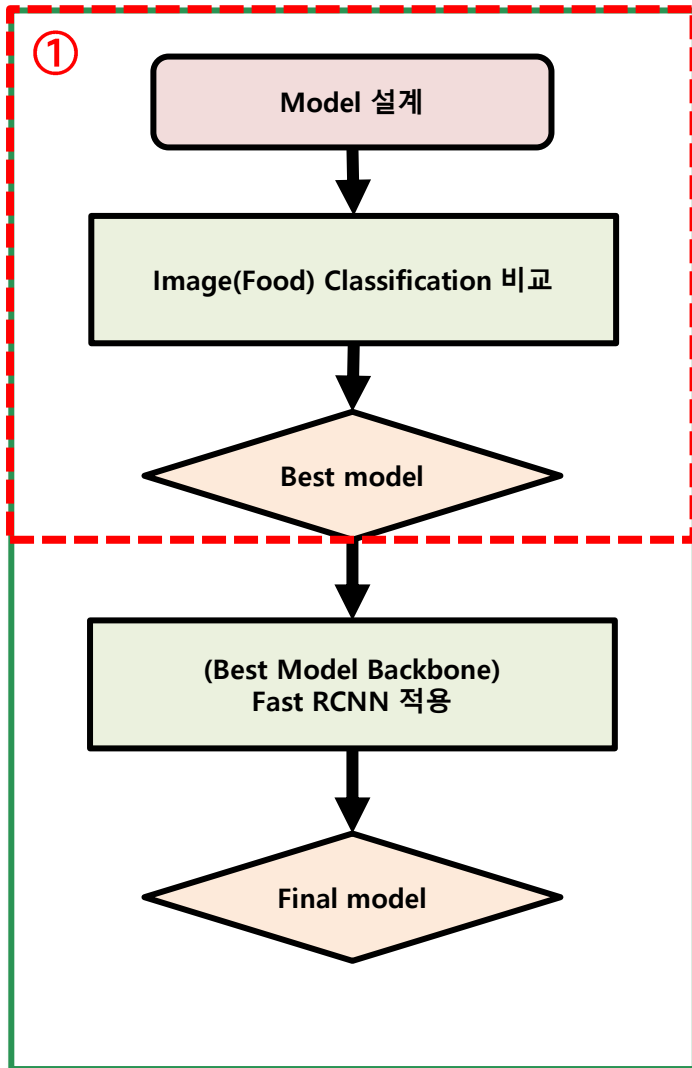 ①
Model 설계
Image(Food) Classification 비교
Best model
(Best Model Backbone)
Fast RCNN 적용
Final model